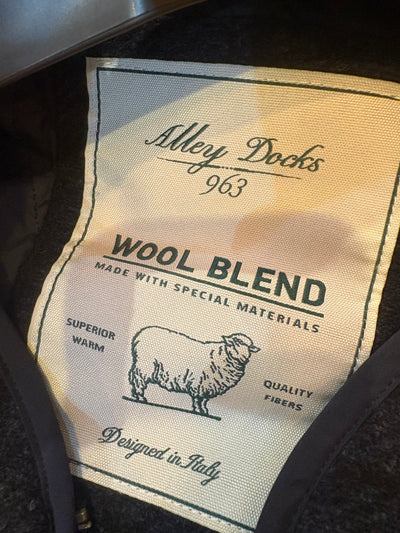 Alley Docks
963
WOOL BLEND
MADE WITH SPECIAL MATERIALS
SUPERIOR
WARM
QUALITY
FIBERS
Designed in Italy